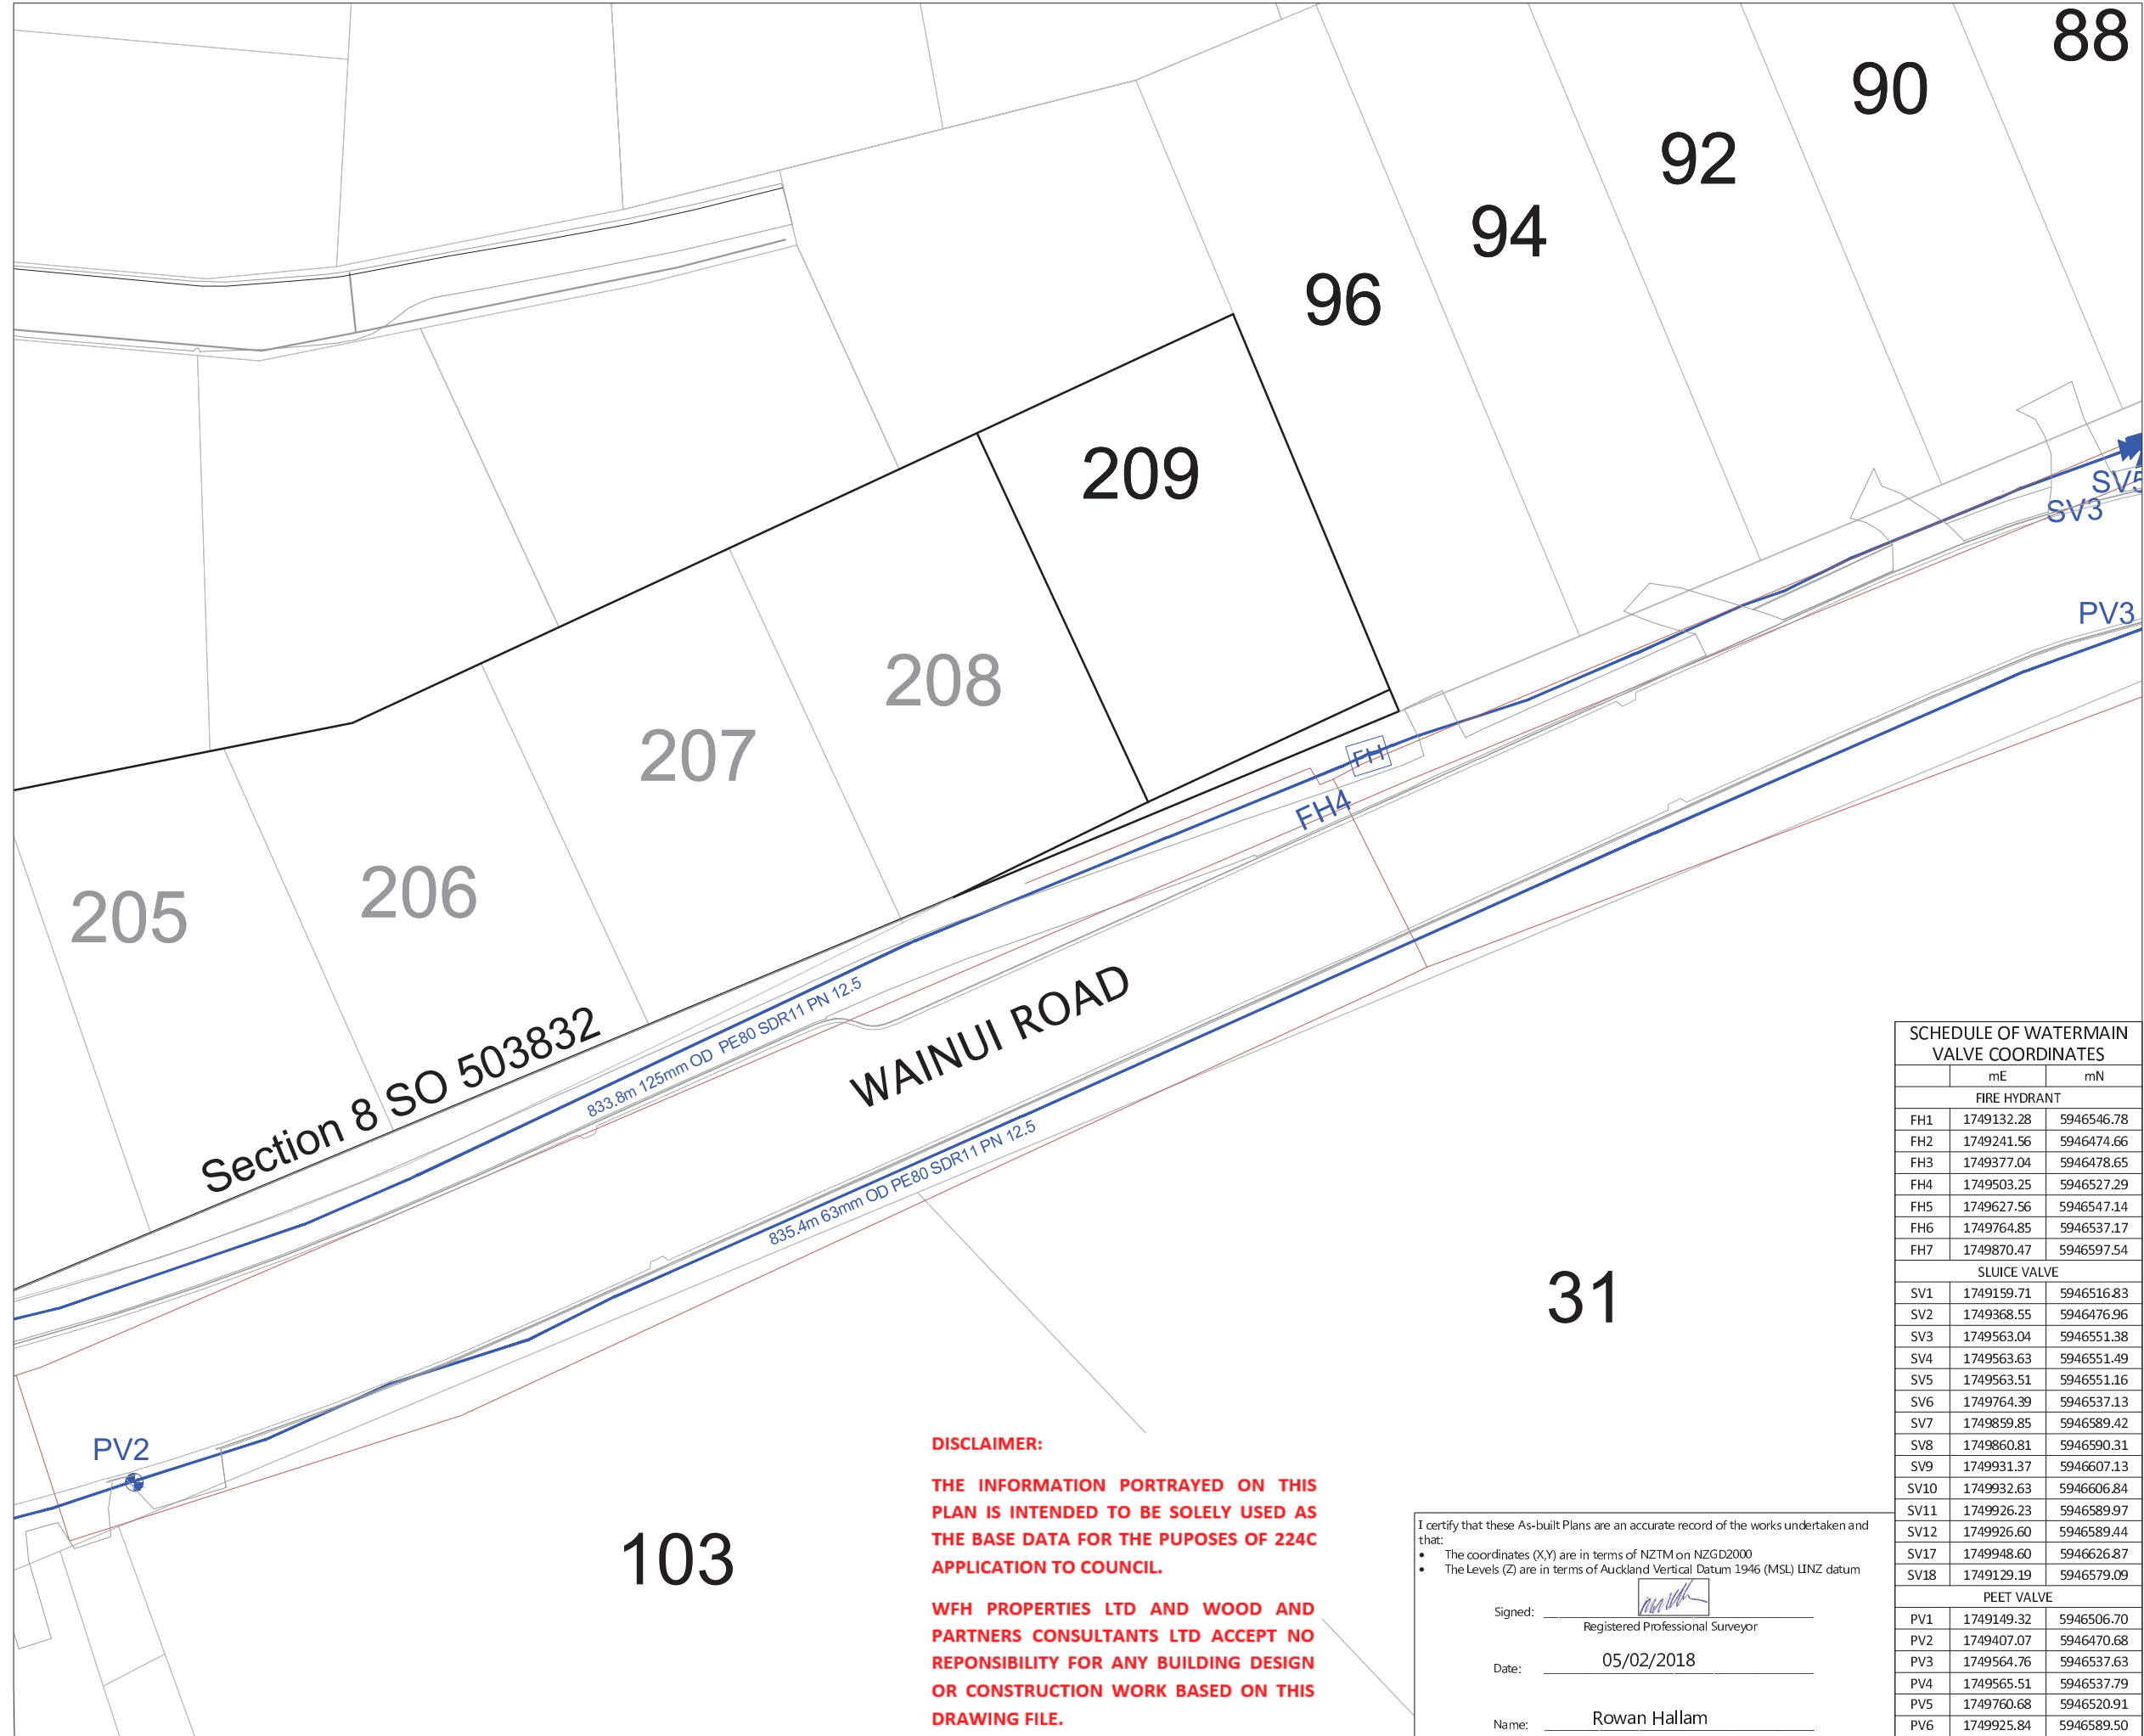 88
90
92
94
96
209
208
207
206
205
SV5
SV3
PV3
FH
FH4
Section 8 SO 503832
833.8m 125mm OD PE80 SDR11 PN 12.5
WAINUI ROAD
835.4m 63mm OD PE80 SDR11 PN 12.5
PV2
31
103
DISCLAIMER:
THE INFORMATION PORTRAYED ON THIS
PLAN IS INTENDED TO BE SOLELY USED AS
THE BASE DATA FOR THE PUPOSES OF 224C
APPLICATION TO COUNCIL.
WFH PROPERTIES LTD AND WOOD AND
PARTNERS CONSULTANTS LTD ACCEPT NO
REPONSIBILITY FOR ANY BUILDING DESIGN
OR CONSTRUCTION WORK BASED ON THIS
DRAWING FILE.
I certify that these As-built Plans are an accurate record of the works undertaken and
that:
• The coordinates (X,Y) are in terms of NZTM on NZGD2000
• The Levels (Z) are in terms of Auckland Vertical Datum 1946 (MSL) LINZ datum
Signed:
Registered Professional Surveyor
Date: 05/02/2018
Name: Rowan Hallam
SCHEDULE OF WATERMAIN
VALVE COORDINATES
mE mN
FIRE HYDRANT
FH1 1749132.28 5946546.78
FH2 1749241.56 5946474.66
FH3 1749377.04 5946478.65
FH4 1749503.25 5946527.29
FH5 1749627.56 5946547.14
FH6 1749764.85 5946537.17
FH7 1749870.47 5946597.54
SLUICE VALVE
SV1 1749159.71 5946516.83
SV2 1749368.55 5946476.96
SV3 1749563.04 5946551.38
SV4 1749563.63 5946551.49
SV5 1749563.51 5946551.16
SV6 1749764.39 5946537.13
SV7 1749859.85 5946589.42
SV8 1749860.81 5946590.31
SV9 1749931.37 5946607.13
SV10 1749932.63 5946606.84
SV11 1749926.23 5946589.97
SV12 1749926.60 5946589.44
SV17 1749948.60 5946626.87
SV18 1749129.19 5946579.09
PEET VALVE
PV1 1749149.32 5946506.70
PV2 1749407.07 5946470.68
PV3 1749564.76 5946537.63
PV4 1749565.51 5946537.79
PV5 1749760.68 5946520.91
PV6 1749925.84 5946589.50